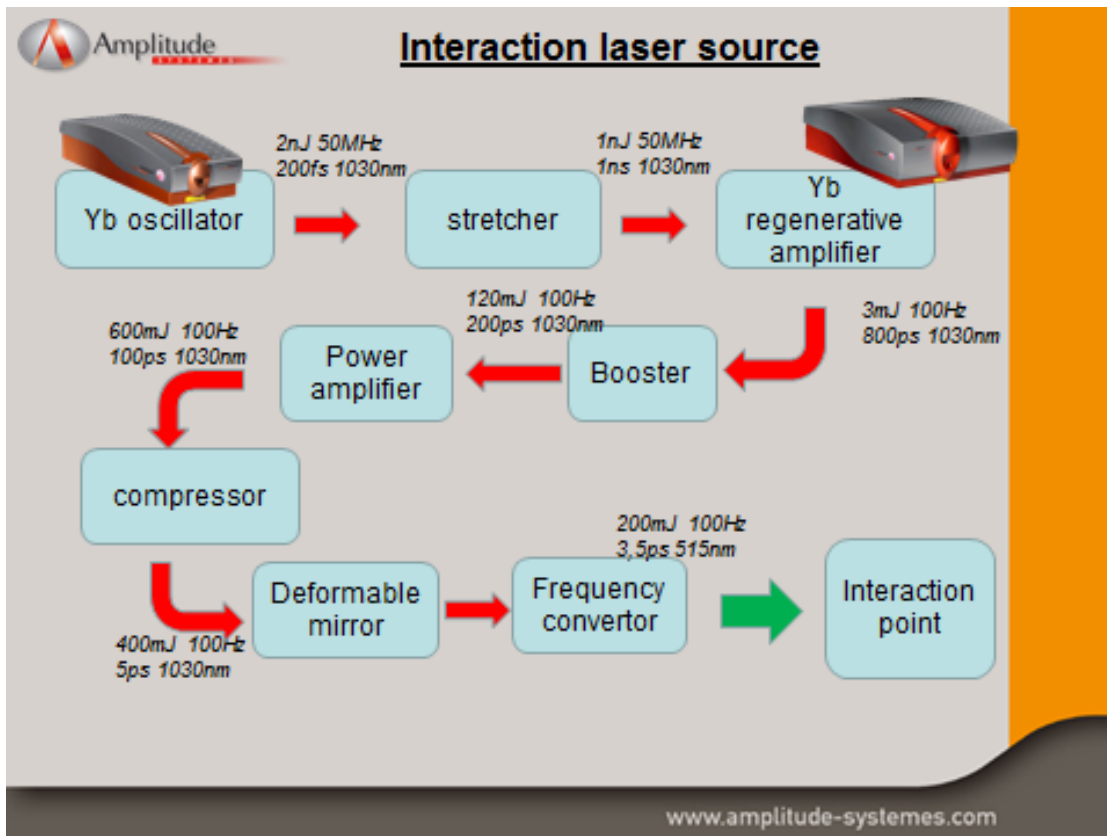 Amplitude
SYSTEMES
Interaction laser source
2nJ 50MHz
200fs 1030nm
1nJ 50MHz
1ns 1030nm
Yb oscillator
stretcher
Yb
regenerative
amplifier
3mJ 100Hz
800ps 1030nm
120mJ 100Hz
200ps 1030nm
Booster
Power
amplifier
600mJ 100Hz
100ps 1030nm
compressor
400mJ 100Hz
5ps 1030nm
Deformable
mirror
Frequency
convertor
200mJ 100Hz
3,5ps 515nm
Interaction
point
www.amplitude-systemes.com